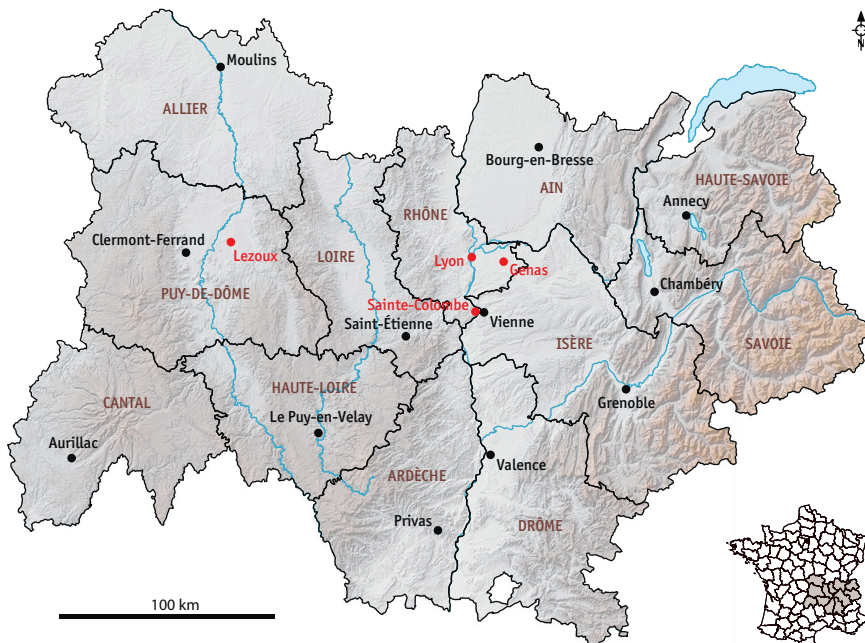 N
Moulins
ALLIER
Bourg-en-Bresse
AIN
HAUTE-SAVOIE
Annecy
RHÔNE
Clermont-Ferrand
Lezoux
LOIRE
Lyon
Genas
PUY-DE-DÔME
Chambéry
Sainte-Colombe
Vienne
Saint-Étienne
ISÈRE
SAVOIE
HAUTE-LOIRE
Grenoble
CANTAL
Le Puy-en-Velay
Aurillac
Valence
ARDÈCHE
Privas
DRÔME
100 km